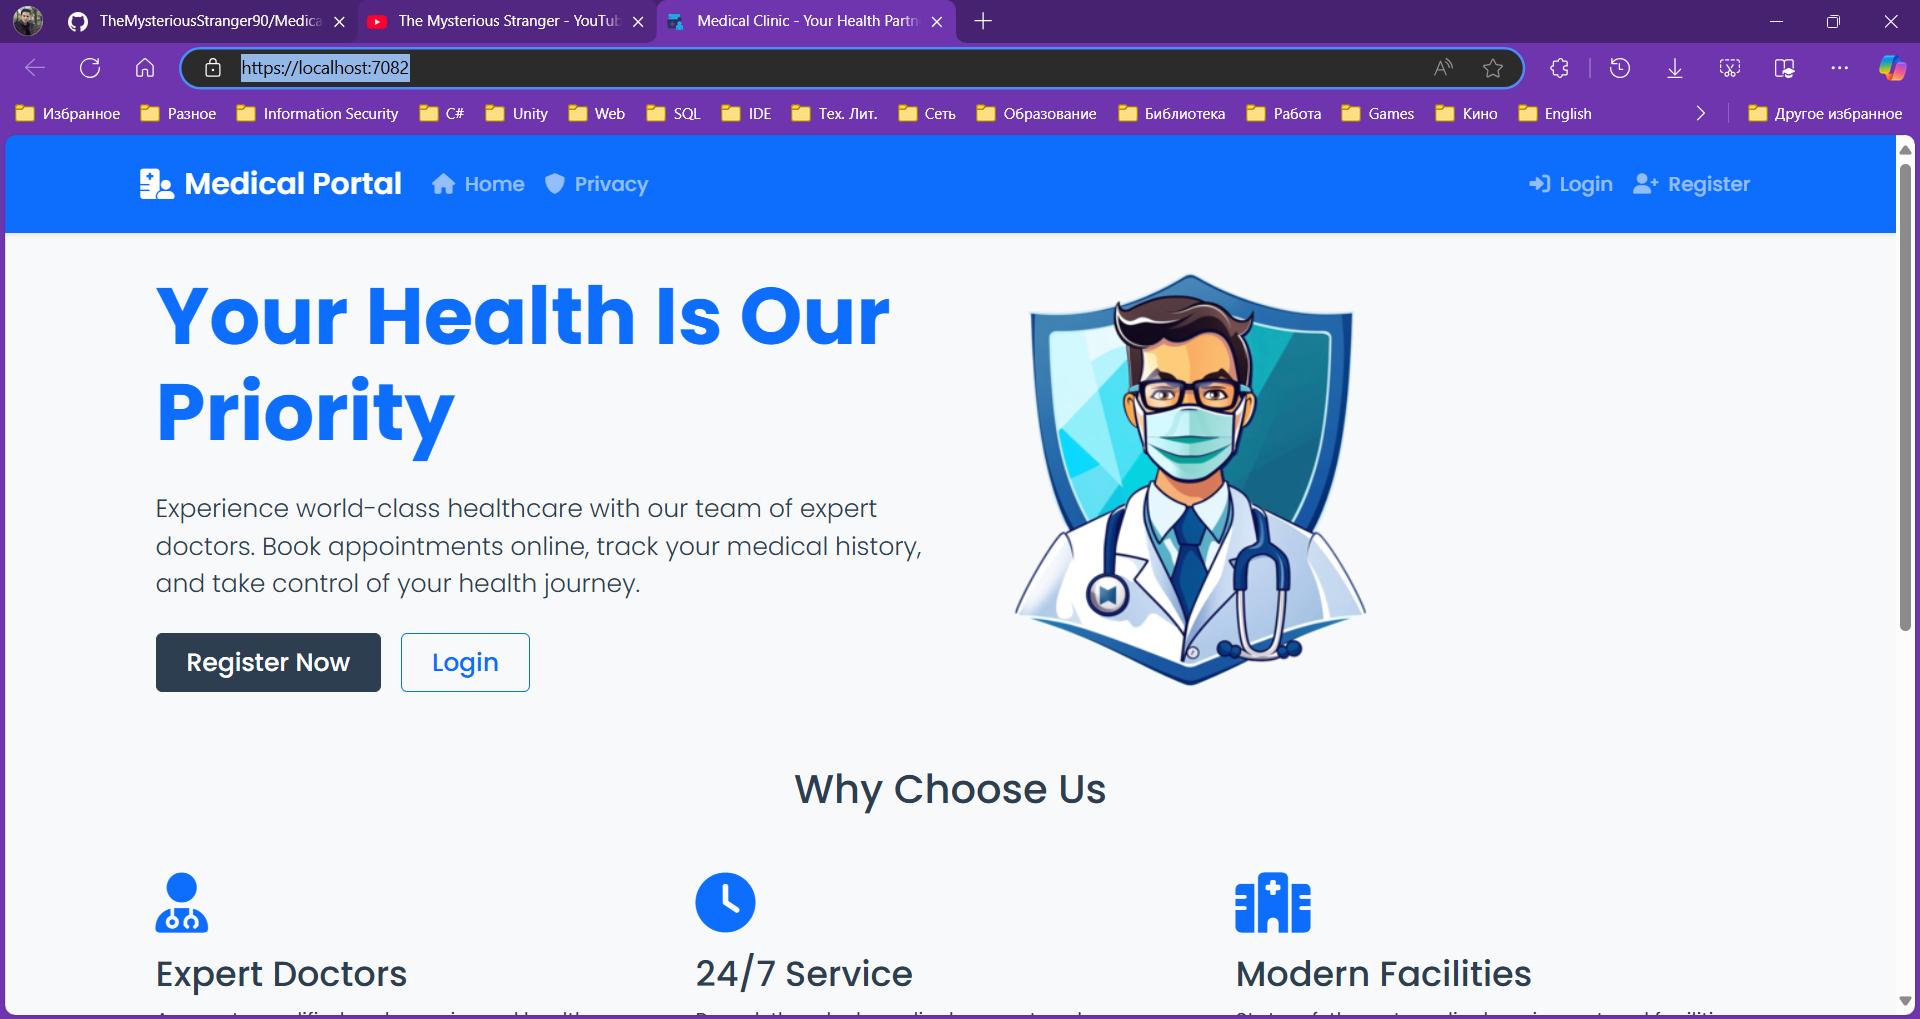 TheMysteriousStranger90/Medica
The Mysterious Stranger - YouTub
Medical Clinic - Your Health Partn
https://localhost:7082
Избранное
Разное
Information Security
C#
Unity
Web
SQL
IDE
Тех. Лит.
Сеть
Образование
Библиотека
Работа
Games
Кино
English
Другое избранное
Medical Portal
Home
Privacy
Login
Register
Your Health Is Our
Priority
Experience world-class healthcare with our team of expert
doctors. Book appointments online, track your medical history,
and take control of your health journey.
Register Now
Login
Why Choose Us
Expert Doctors
24/7 Service
Modern Facilities